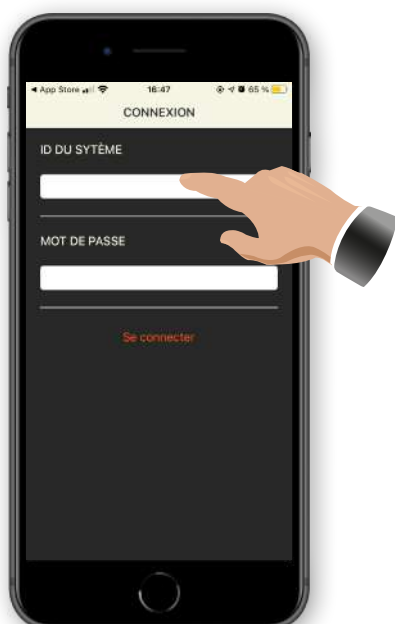 ◀ App Store 16:47 65 %
CONNEXION
ID DU SYTÈME
MOT DE PASSE
Se connecter